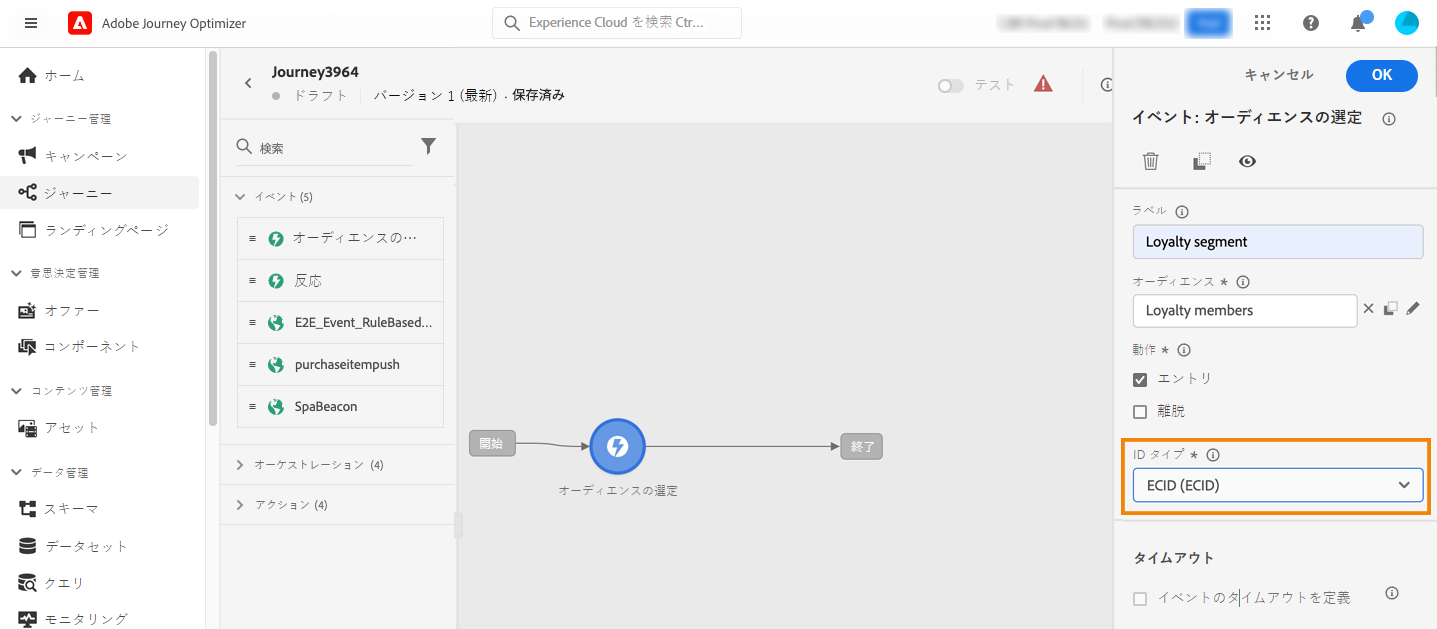 Adobe Journey Optimizer
Experience Cloud を検索 Ctr...
ホーム
ジャーニー管理
キャンペーン
ジャーニー
ランディングページ
意思決定管理
オファー
コンポーネント
コンテンツ管理
アセット
データ管理
スキーマ
データセット
クエリ
モニタリング
Journey3964
ドラフト バージョン 1 (最新) . 保存済み
テスト
検索
イベント (5)
オーディエンスの…
反応
E2E_Event_RuleBased...
purchaseitempush
SpaBeacon
オーケストレーション (4)
アクション (4)
開始
オーディエンスの選定
終了
キャンセル OK
イベント: オーディエンスの選定
ラベル
Loyalty segment
オーディエンス *
Loyalty members
動作 *
エントリ
離脱
ID タイプ *
ECID (ECID)
タイムアウト
イベントのタイムアウトを定義